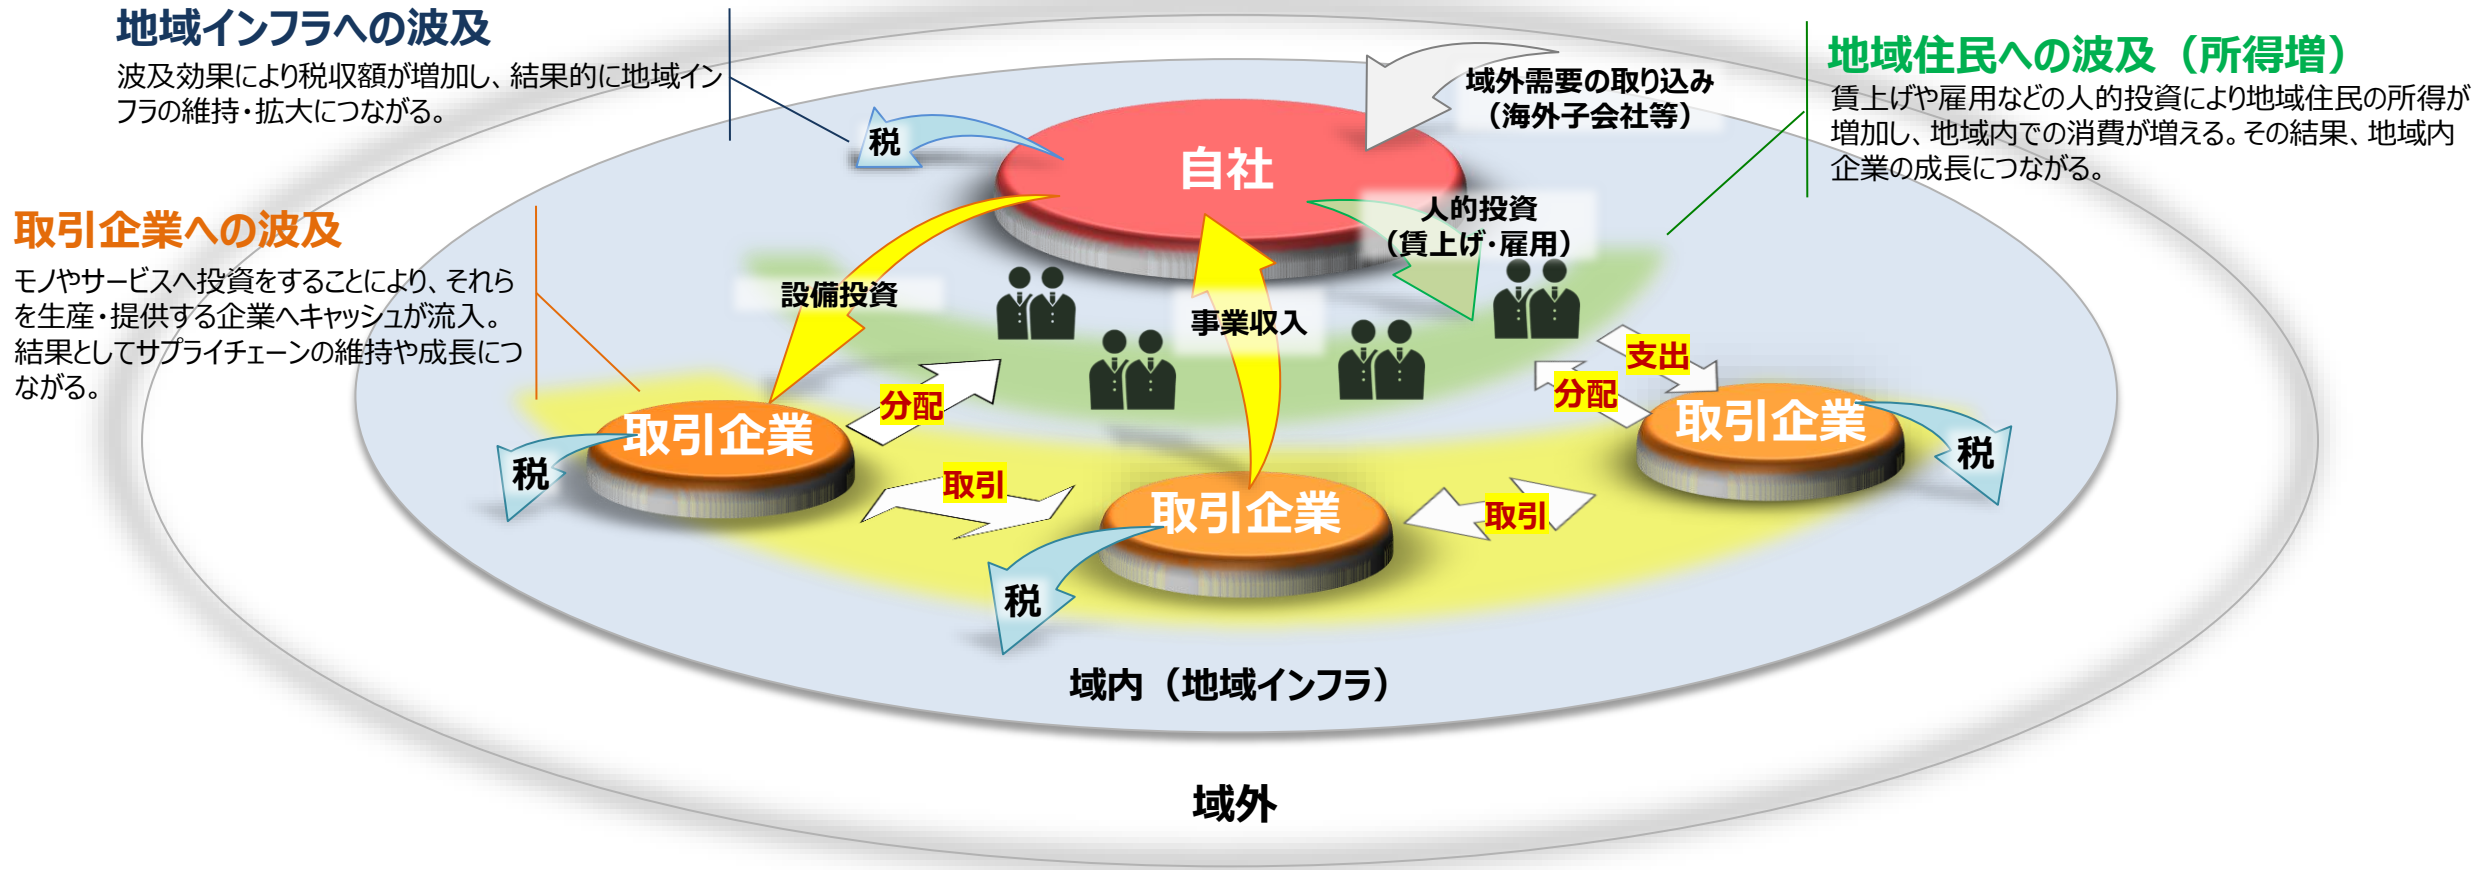 地域インフラへの波及
波及効果により税収額が増加し、結果的に地域イン
フラの維持・拡大につながる。
地域住民への波及（所得増）
賃上げや雇用などの人的投資により地域住民の所得が
増加し、地域内での消費が増える。その結果、地域内
企業の成長につながる。
取引企業への波及
モノやサービスへ投資をすることにより、それら
を生産・提供する企業へキャッシュが流入。
結果としてサプライチェーンの維持や成長につ
ながる。
域外需要の取り込み
（海外子会社等）
税
自社
人的投資
（賃上げ・雇用）
設備投資
事業収入
支出
分配
分配
取引企業
取引企業
税
税
取引
取引企業
取引
税
域内（地域インフラ）
域外